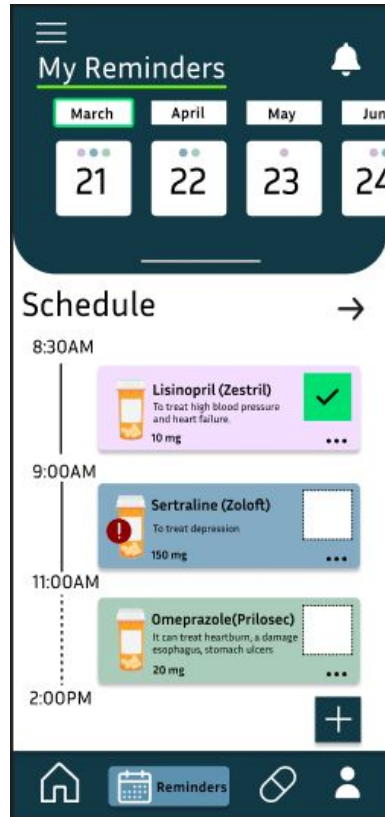 My Reminders
March April May Jun
21 22 23 24
Schedule
8:30AM
Lisinopril (Zestril)
To treat high blood pressure
and heart failure.
10 mg
9:00AM
Sertraline (Zoloft)
To treat depression
150 mg
11:00AM
Omeprazole(Prilosec)
It can treat heartburn, a damage
esophagus, stomach ulcers
20 mg
2:00PM
Reminders